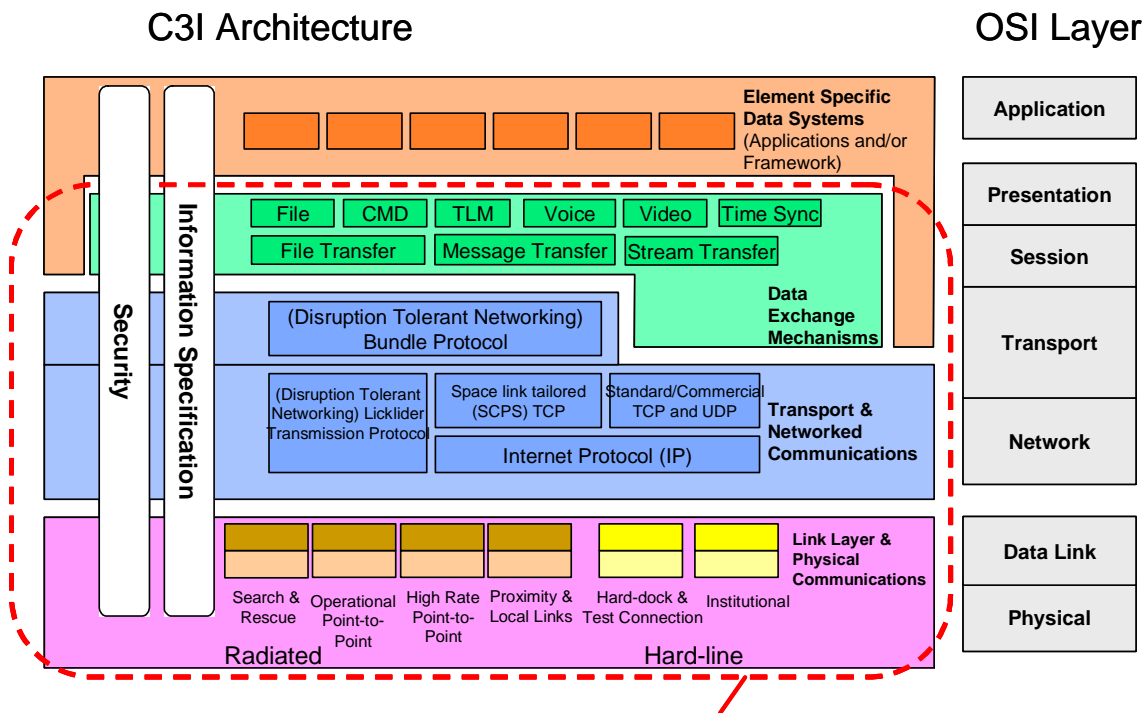 C3I Architecture
OSI Layer
Security
Information Specification
Element Specific
Data Systems
(Applications and/or
Framework)
File
CMD
TLM
Voice
Video
Time Sync
File Transfer
Message Transfer
Stream Transfer
Data
Exchange
Mechanisms
(Disruption Tolerant Networking)
Bundle Protocol
(Disruption Tolerant
Networking) Licklider
Transmission Protocol
Space link tailored
(SCPS) TCP
Standard/Commercial
TCP and UDP
Internet Protocol (IP)
Transport &
Networked
Communications
Link Layer &
Physical
Communications
Search &
Rescue
Operational
Point-to-
Point
High Rate
Point-to-
Point
Proximity &
Local Links
Hard-dock &
Test Connection
Institutional
Radiated
Hard-line
Application
Presentation
Session
Transport
Network
Data Link
Physical